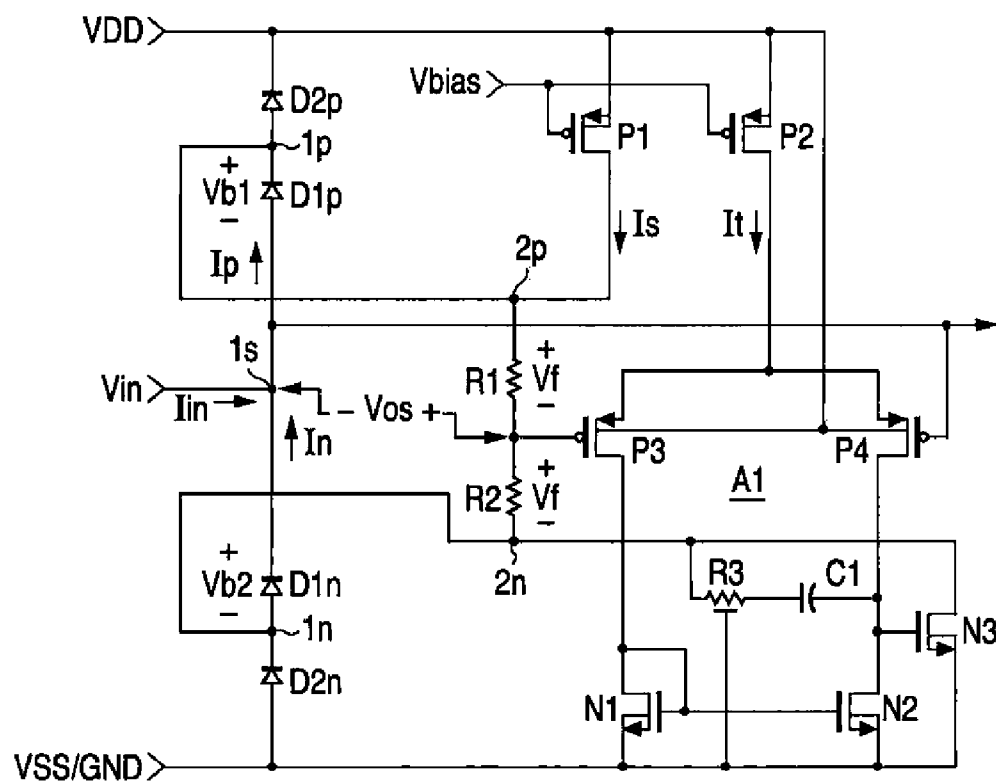 VDD
Vbias
D2p
1p
P1
P2
+
Vb1
−
D1p
Is
It
Ip
2p
1s
R1
+
Vf
−
Vin
Iin
− Vos +
In
P3
P4
R2
+
Vf
−
A1
2n
+
Vb2
−
D1n
R3
C1
1n
N3
D2n
N1
N2
VSS/GND